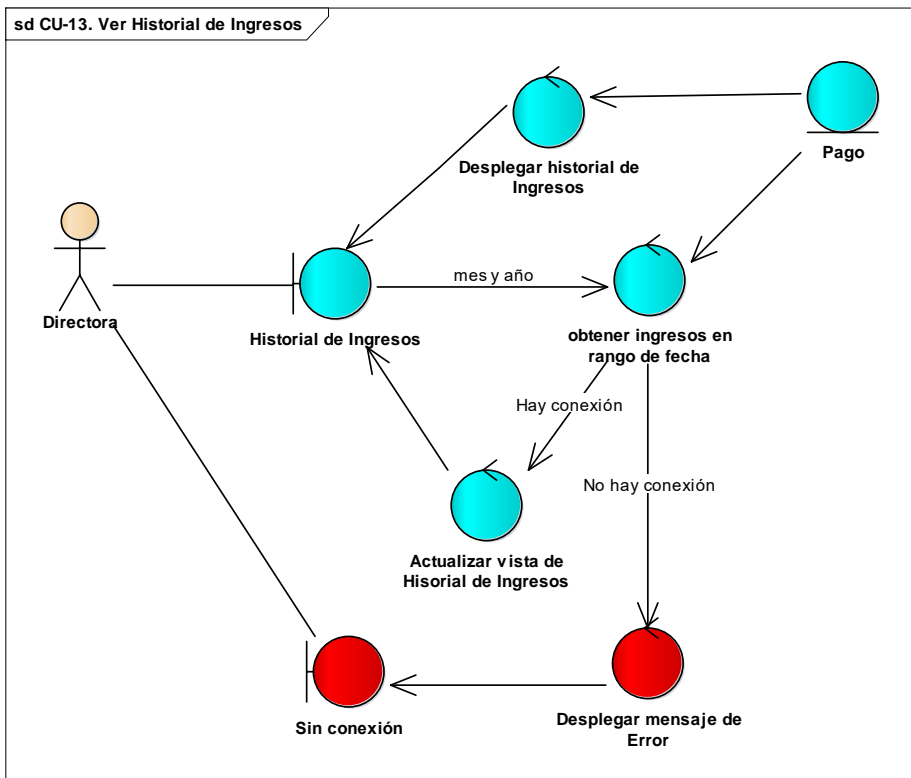 sd CU-13. Ver Historial de Ingresos
Desplegar historial de
Ingresos
Pago
Directora
Historial de Ingresos
mes y año
obtener ingresos en
rango de fecha
Hay conexión
No hay conexión
Actualizar vista de
Hisorial de Ingresos
Sin conexión
Desplegar mensaje de
Error